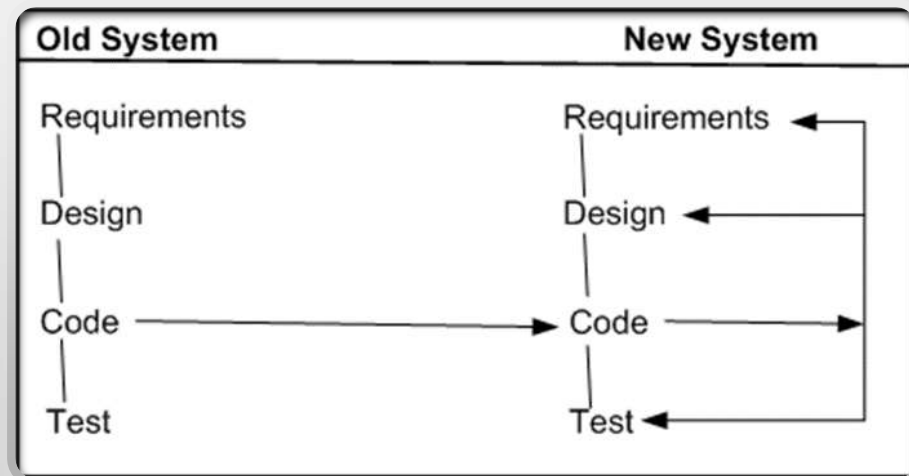 Old System New System
Requirements Requirements
Design Design
Code Code
Test Test